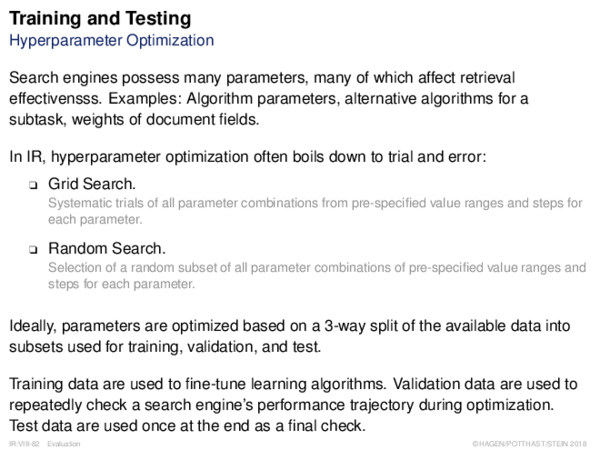 Training and Testing
Hyperparameter Optimization
Search engines possess many parameters, many of which affect retrieval
effectivensss. Examples: Algorithm parameters, alternative algorithms for a
subtask, weights of document fields.
In IR, hyperparameter optimization often boils down to trial and error:
❑ Grid Search.
Systematic trials of all parameter combinations from pre-specified value ranges and steps for
each parameter.
❑ Random Search.
Selection of a random subset of all parameter combinations of pre-specified value ranges and
steps for each parameter.
Ideally, parameters are optimized based on a 3-way split of the available data into
subsets used for training, validation, and test.
Training data are used to fine-tune learning algorithms. Validation data are used to
repeatedly check a search engine's performance trajectory during optimization.
Test data are used once at the end as a final check.
IR:VIII-82 Evaluation ©HAGEN/POTTHAST/STEIN 2018